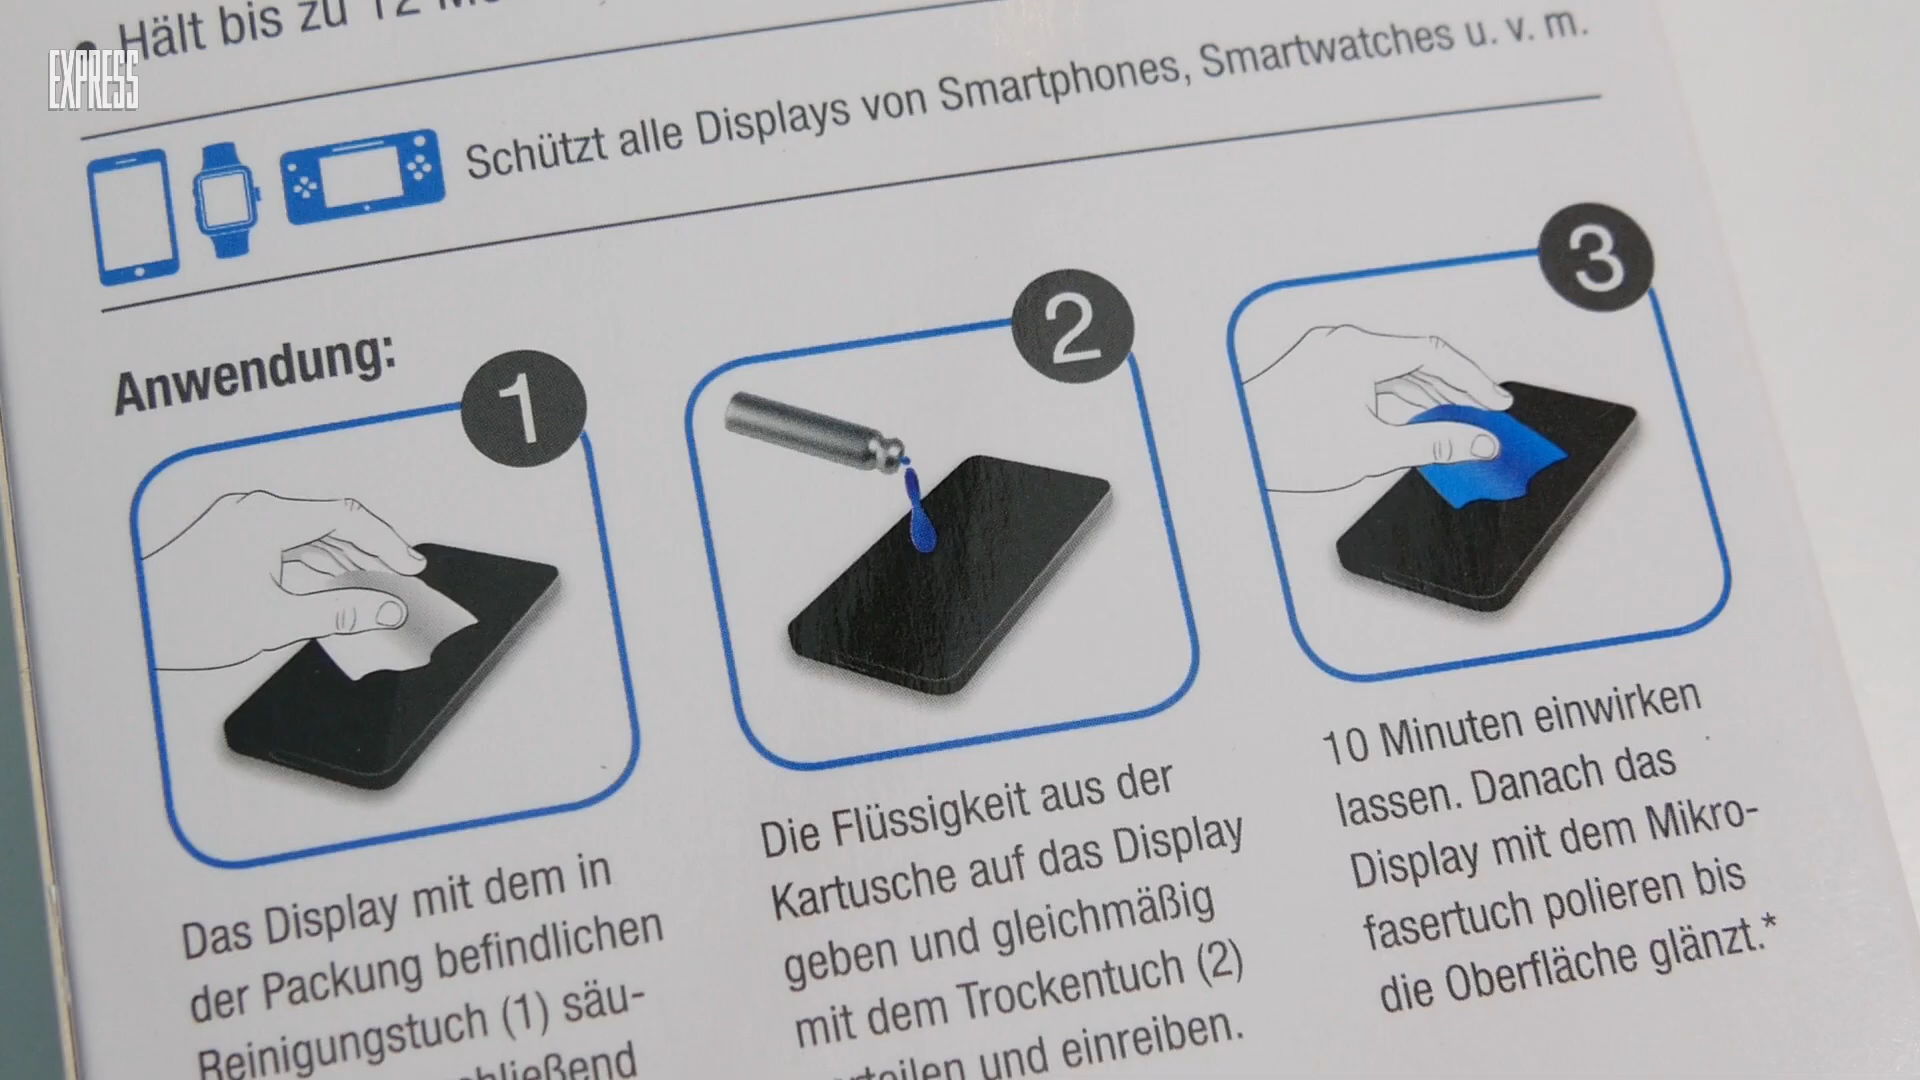 Hält bis zu 12
EXPRESS
Schützt alle Displays von Smartphones, Smartwatches u. v. m.
Anwendung:
1
2
3
Das Display mit dem in
der Packung befindlichen
Reinigungstuch (1) säu-
Die Flüssigkeit aus der
Kartusche auf das Display
geben und gleichmäßig
mit dem Trockentuch (2)
und einreiben.
10 Minuten einwirken
lassen. Danach das
Display mit dem Mikro-
fasertuch polieren bis
die Oberfläche glänzt.*